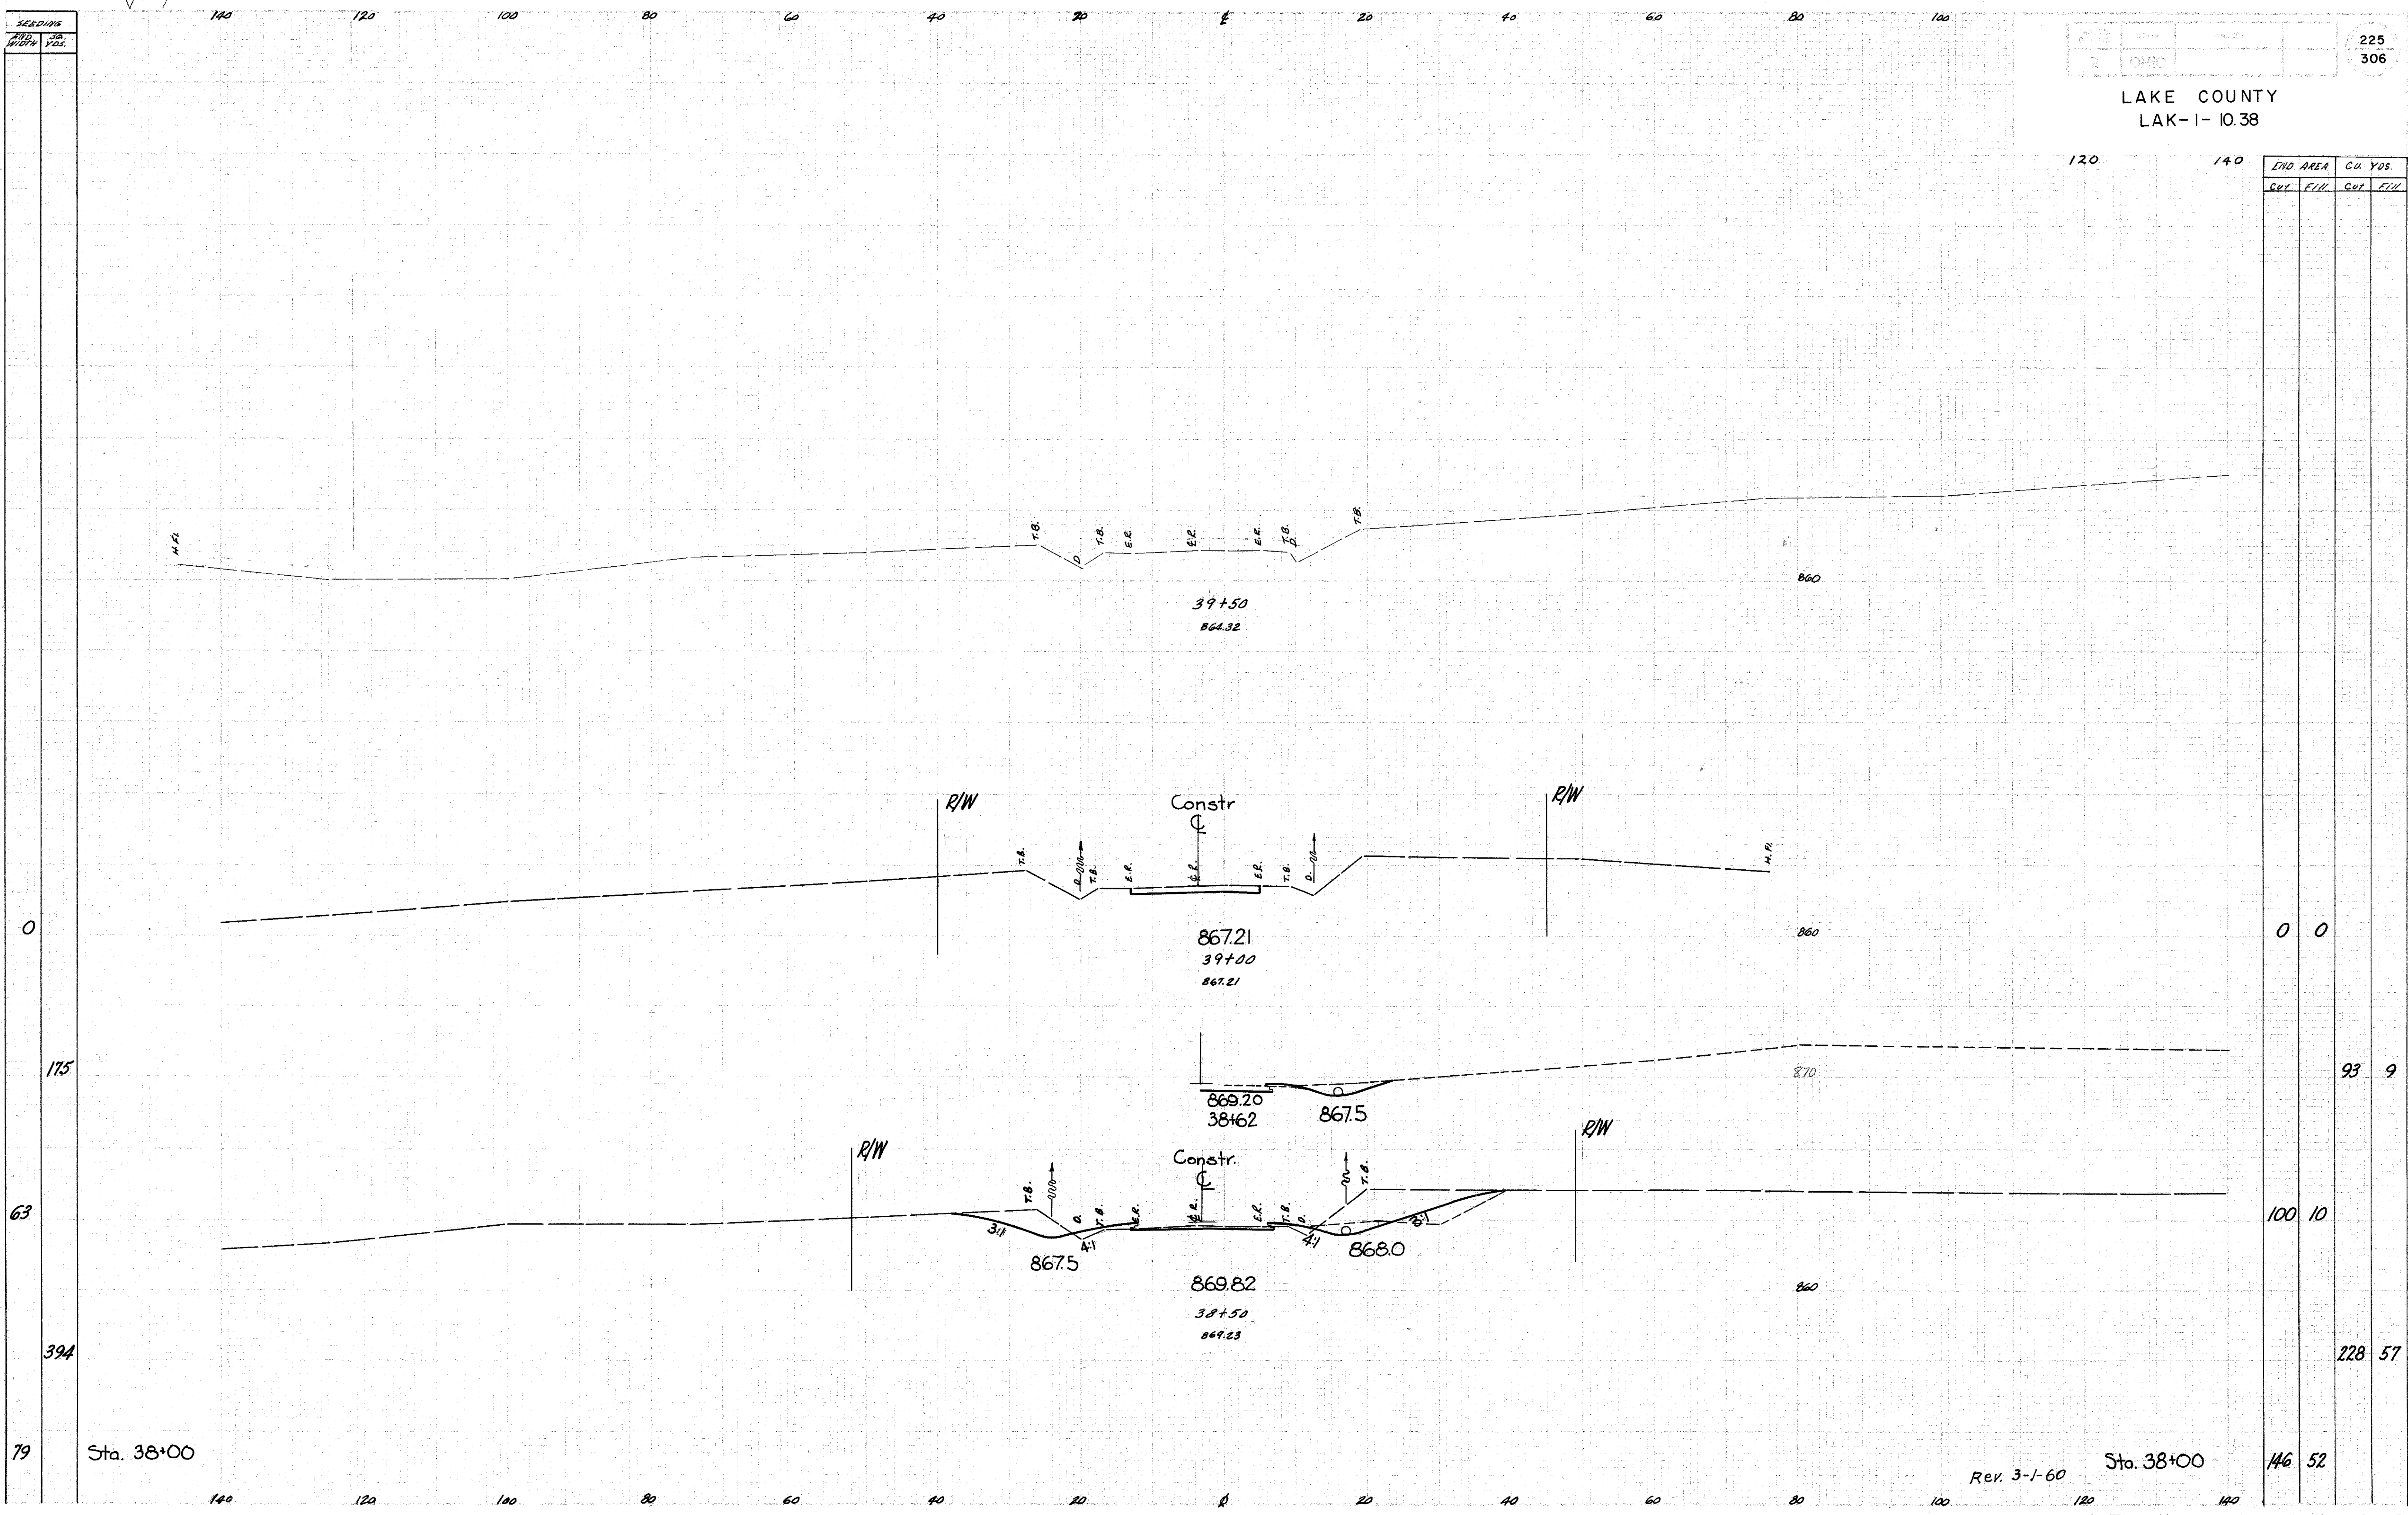 SEEDING
END WIDTH SQ. YDS.
140 120 100 80 60 40 20 ℄ 20 40 60 80 100
225
306
2 OHIO
LAKE COUNTY
LAK-1-10.38
120 140
END AREA CU. YDS.
Cut Fill Cut Fill
H.Fl. T.B. D. T.B. E.R. ℄.R. E.R. T.B. D. T.B.
860
39+50
864.32
R/W Constr ℄ R/W
T.B. D. T.B. E.R. ℄.R. E.R. T.B. D. H.Fl.
0 867.21 860 0 0
39+00
867.21
175 870 93 9
869.20 867.5
38+62
R/W Constr. ℄ R/W
T.B. D. T.B. E.R. ℄.R. E.R. T.B. D. T.B.
63 3:1 4:1 4:1 3:1 100 10
867.5 868.0
869.82 860
38+50
869.23
394 228 57
79 Sta. 38+00 Rev. 3-1-60 Sta. 38+00 146 52
140 120 100 80 60 40 20 ℄ 20 40 60 80 100 120 140